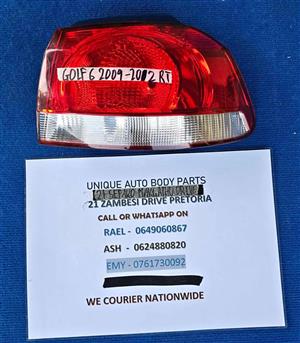 GOLF 6 2009-2012 RT
UNIQUE AUTO BODY PARTS
21 ZAMBESI DRIVE PRETORIA
CALL OR WHATSAPP ON
RAEL - 0649060867
ASH - 0624880820
EMY - 0761730092
WE COURIER NATIONWIDE